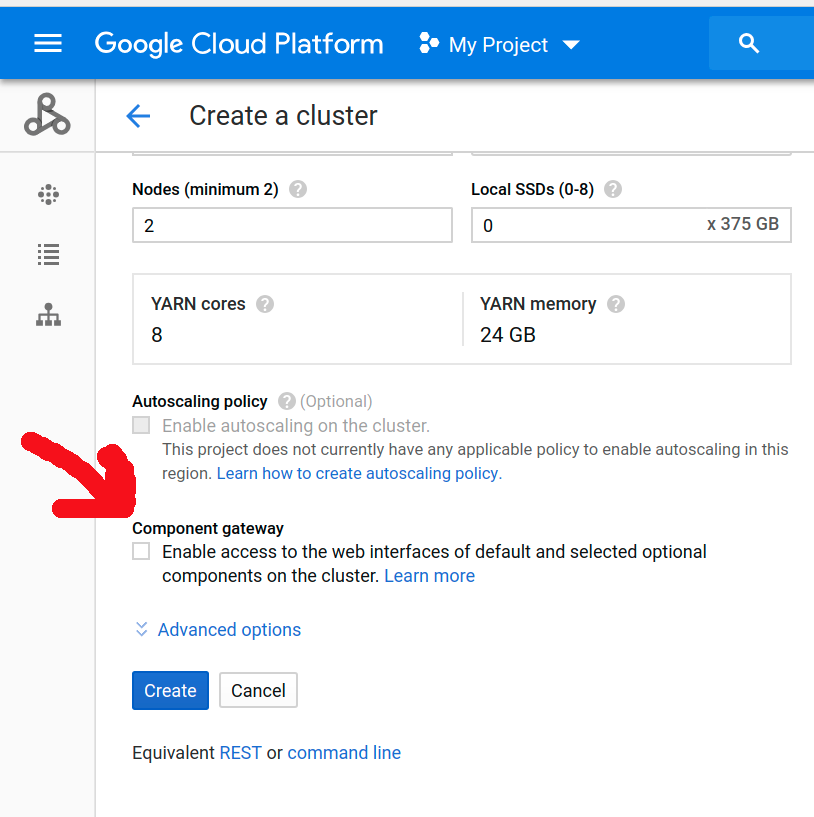 Google Cloud Platform My Project
Create a cluster
Nodes (minimum 2) ? Local SSDs (0-8) ?
2 0 x 375 GB
YARN cores ? YARN memory ?
8 24 GB
Autoscaling policy ? (Optional)
Enable autoscaling on the cluster.
This project does not currently have any applicable policy to enable autoscaling in this
region. Learn how to create autoscaling policy.
Component gateway
Enable access to the web interfaces of default and selected optional
components on the cluster. Learn more
Advanced options
Create Cancel
Equivalent REST or command line